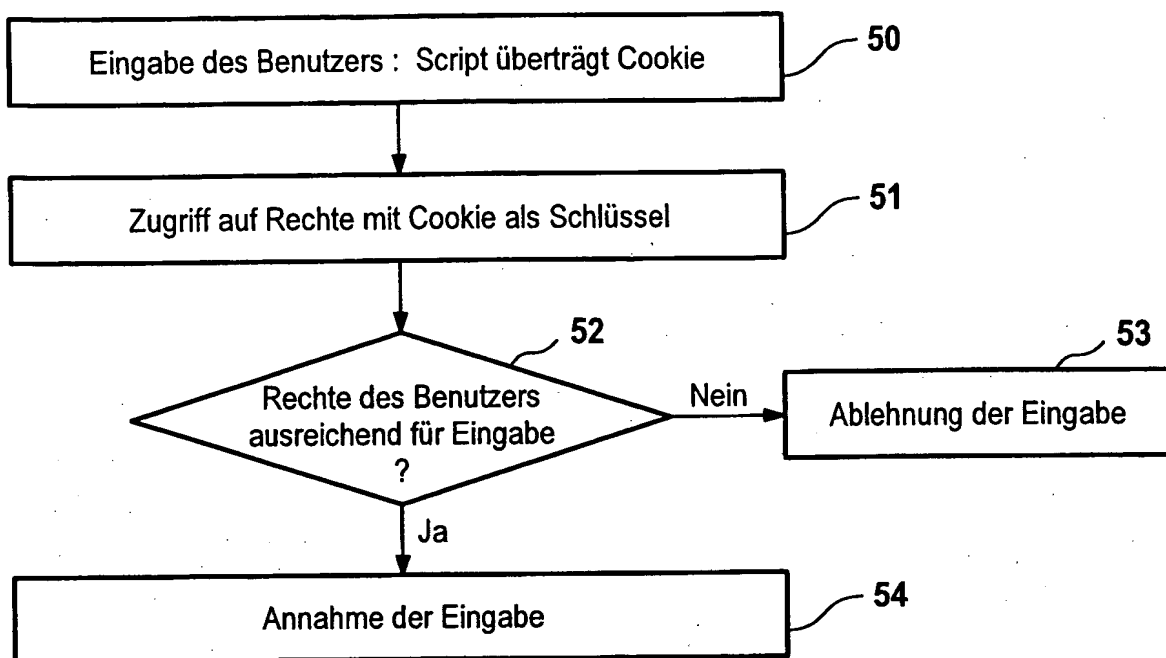 Eingabe des Benutzers : Script überträgt Cookie
50
Zugriff auf Rechte mit Cookie als Schlüssel
51
52
Rechte des Benutzers
ausreichend für Eingabe
?
Nein
53
Ablehnung der Eingabe
Ja
Annahme der Eingabe
54